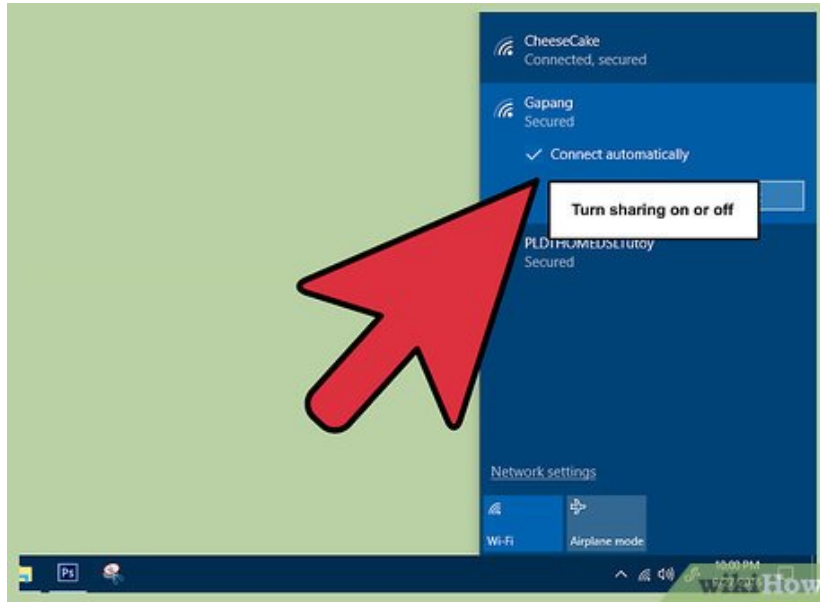 CheeseCake
Connected, secured
Gapang
Secured
Connect automatically
Turn sharing on or off
Secured
Network settings
Wi-Fi
Airplane mode
Ps
10:00 PM
wikiHow